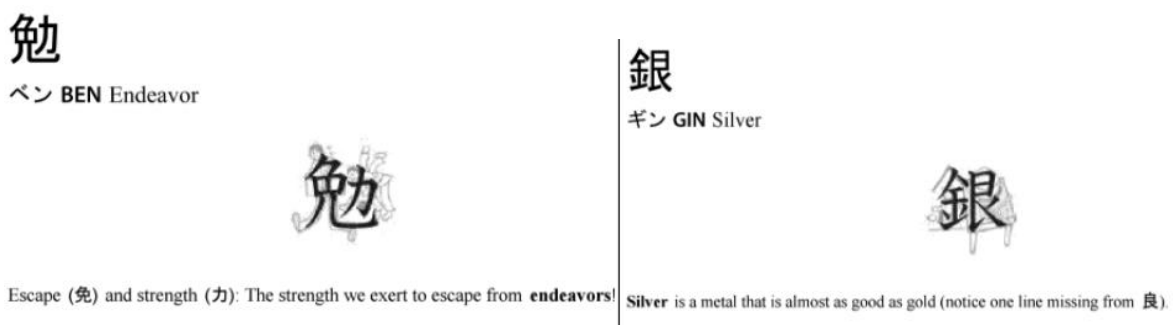 勉
ベン BEN Endeavor
勉
Escape (免) and strength (力): The strength we exert to escape from endeavors!
銀
ギン GIN Silver
銀
Silver is a metal that is almost as good as gold (notice one line missing from 良).